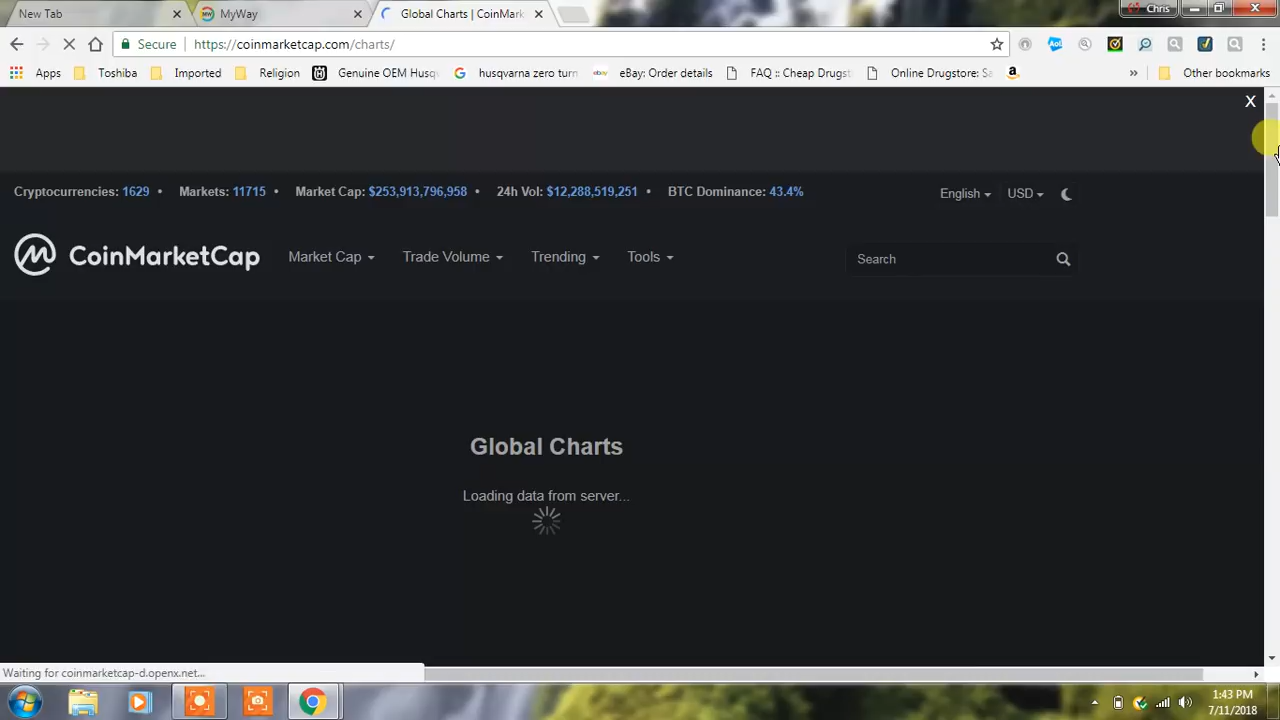 New Tab
MyWay
Global Charts | CoinMark
Chris
Secure
https://coinmarketcap.com/charts/
Apps
Toshiba
Imported
Religion
Genuine OEM Husq
husqvarna zero turn
eBay: Order details
FAQ :: Cheap Drugst
Online Drugstore: Sa
»
Other bookmarks
X
Cryptocurrencies: 1629 • Markets: 11715 • Market Cap: $253,913,796,958 • 24h Vol: $12,288,519,251 • BTC Dominance: 43.4%
English
USD
CoinMarketCap
Market Cap
Trade Volume
Trending
Tools
Search
Global Charts
Loading data from server...
Waiting for coinmarketcap-d.openx.net...
1:43 PM
7/11/2018